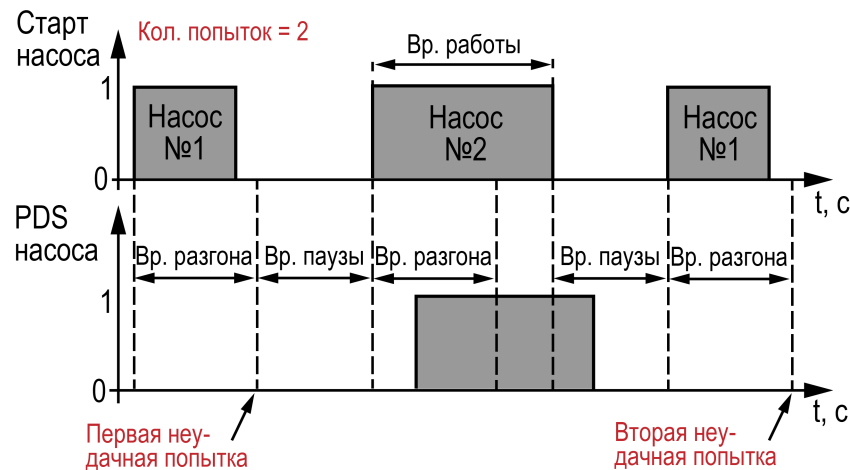 Старт
насоса
Кол. попыток = 2
Вр. работы
1
Насос
№1
Насос
№2
Насос
№1
0
t, с
PDS
насоса
Вр. разгона
Вр. паузы
Вр. разгона
Вр. паузы
Вр. разгона
1
0
t, с
Первая неу-
дачная попытка
Вторая неу-
дачная попытка